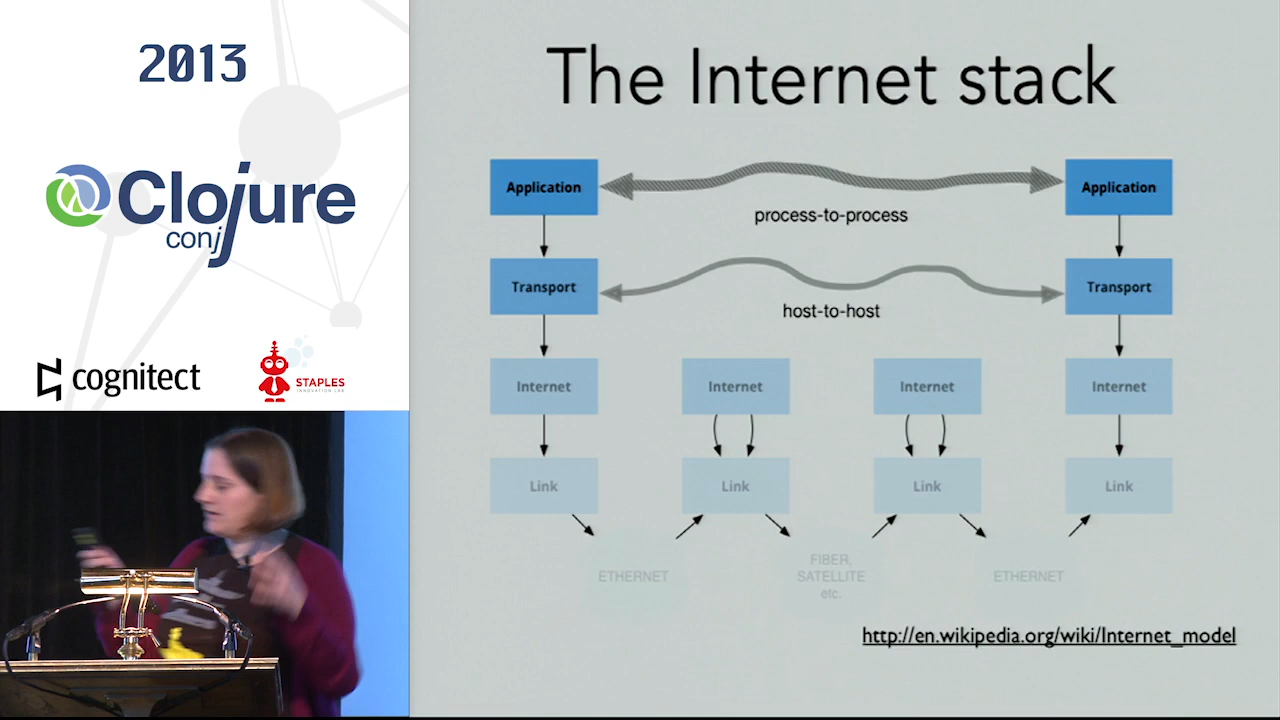 2013
Clojure
conj
cognitect
STAPLES
INNOVATION LAB
The Internet stack
Application
Application
process-to-process
Transport
Transport
host-to-host
Internet
Internet
Internet
Internet
Link
Link
Link
Link
ETHERNET
FIBER,
SATELLITE
etc.
ETHERNET
http://en.wikipedia.org/wiki/Internet_model